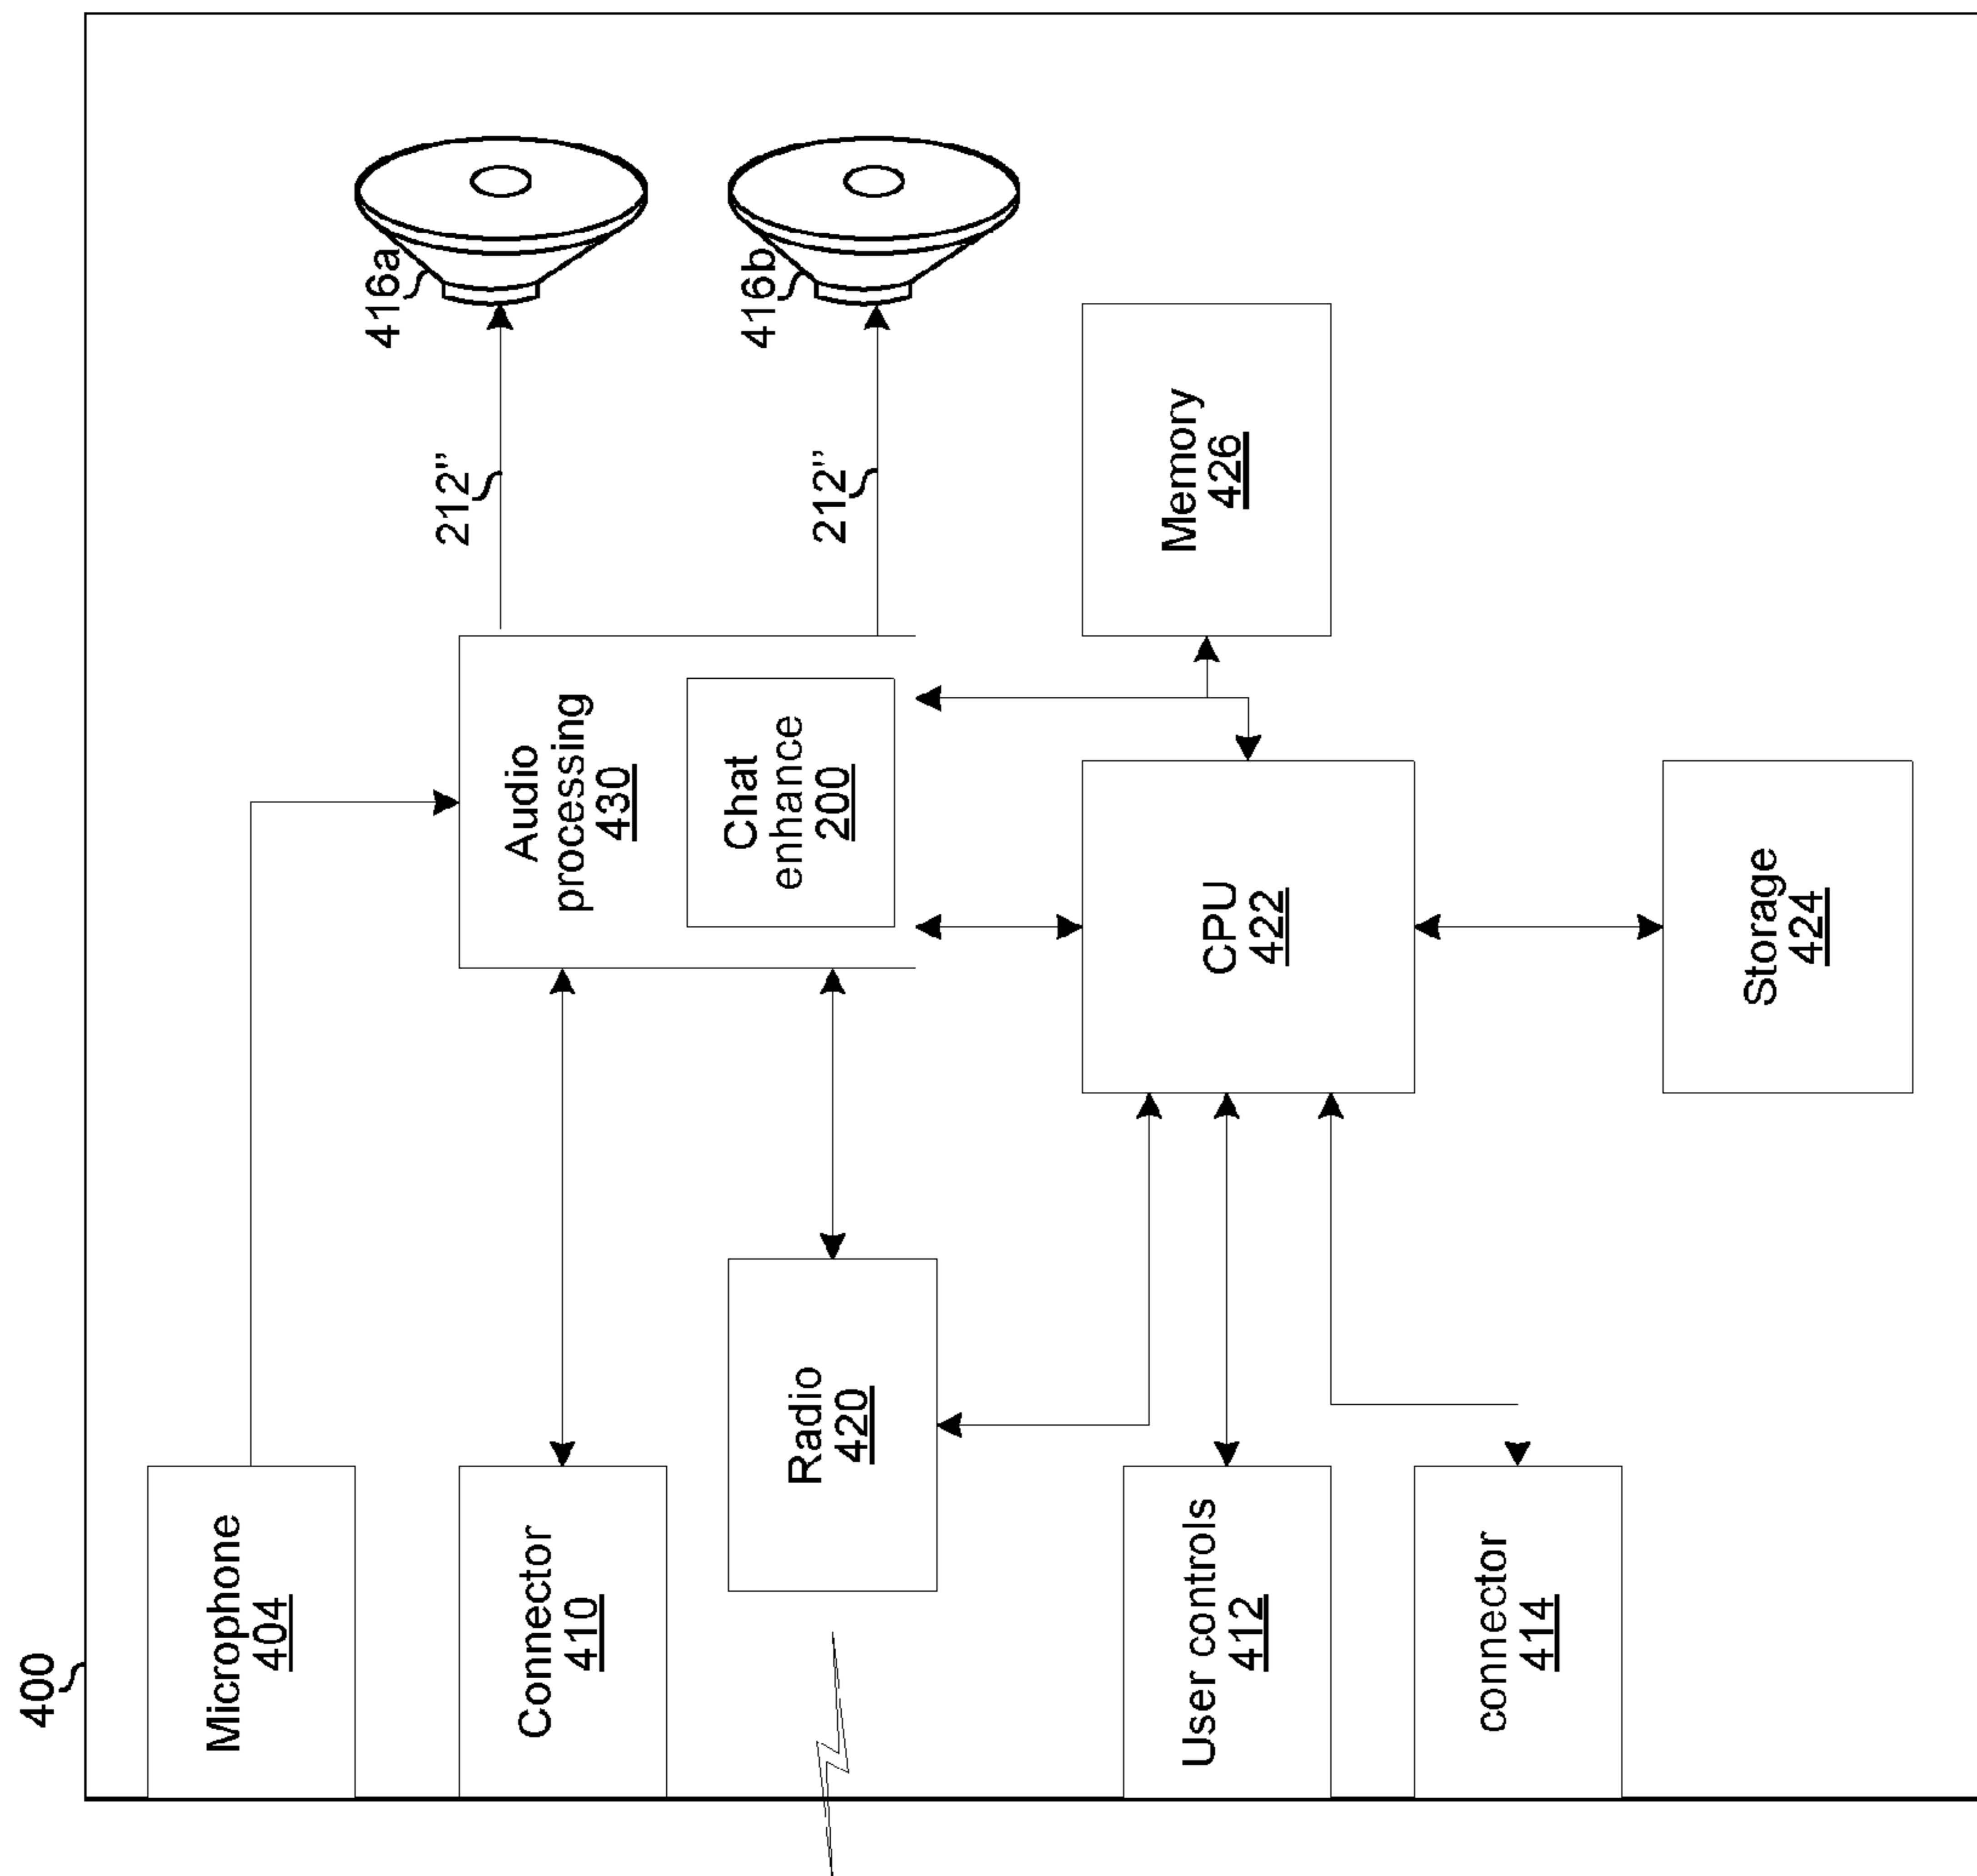 400
Microphone
404
Connector
410
Radio
420
User controls
412
connector
414
Audio
processing
430
Chat
enhance
200
CPU
422
Storage
424
Memory
426
212"
212"
416a
416b